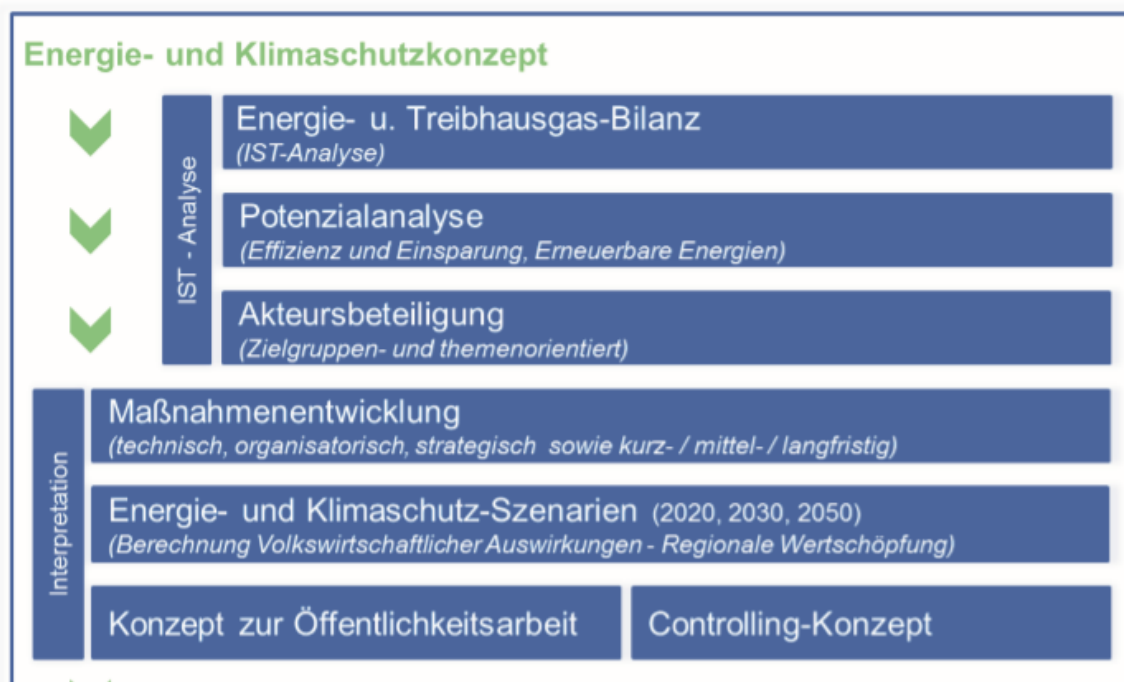 Energie- und Klimaschutzkonzept
IST - Analyse
Energie- u. Treibhausgas-Bilanz
(IST-Analyse)
Potenzialanalyse
(Effizienz und Einsparung, Erneuerbare Energien)
Akteursbeteiligung
(Zielgruppen- und themenorientiert)
Interpretation
Maßnahmenentwicklung
(technisch, organisatorisch, strategisch sowie kurz- / mittel- / langfristig)
Energie- und Klimaschutz-Szenarien (2020, 2030, 2050)
(Berechnung Volkswirtschaftlicher Auswirkungen - Regionale Wertschöpfung)
Konzept zur Öffentlichkeitsarbeit
Controlling-Konzept